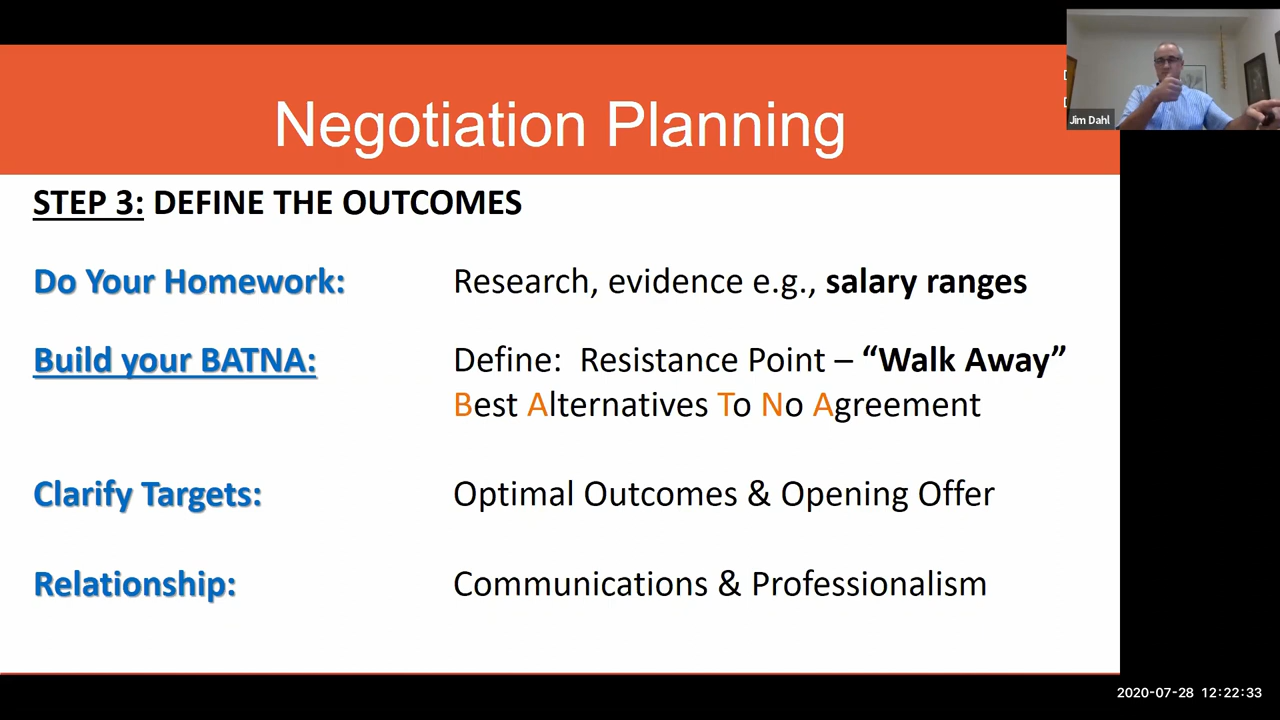 Negotiation Planning
Jim Dahl
STEP 3: DEFINE THE OUTCOMES
Do Your Homework: Research, evidence e.g., salary ranges
Build your BATNA: Define: Resistance Point – “Walk Away”
Best Alternatives To No Agreement
Clarify Targets: Optimal Outcomes & Opening Offer
Relationship: Communications & Professionalism
2020-07-28 12:22:33